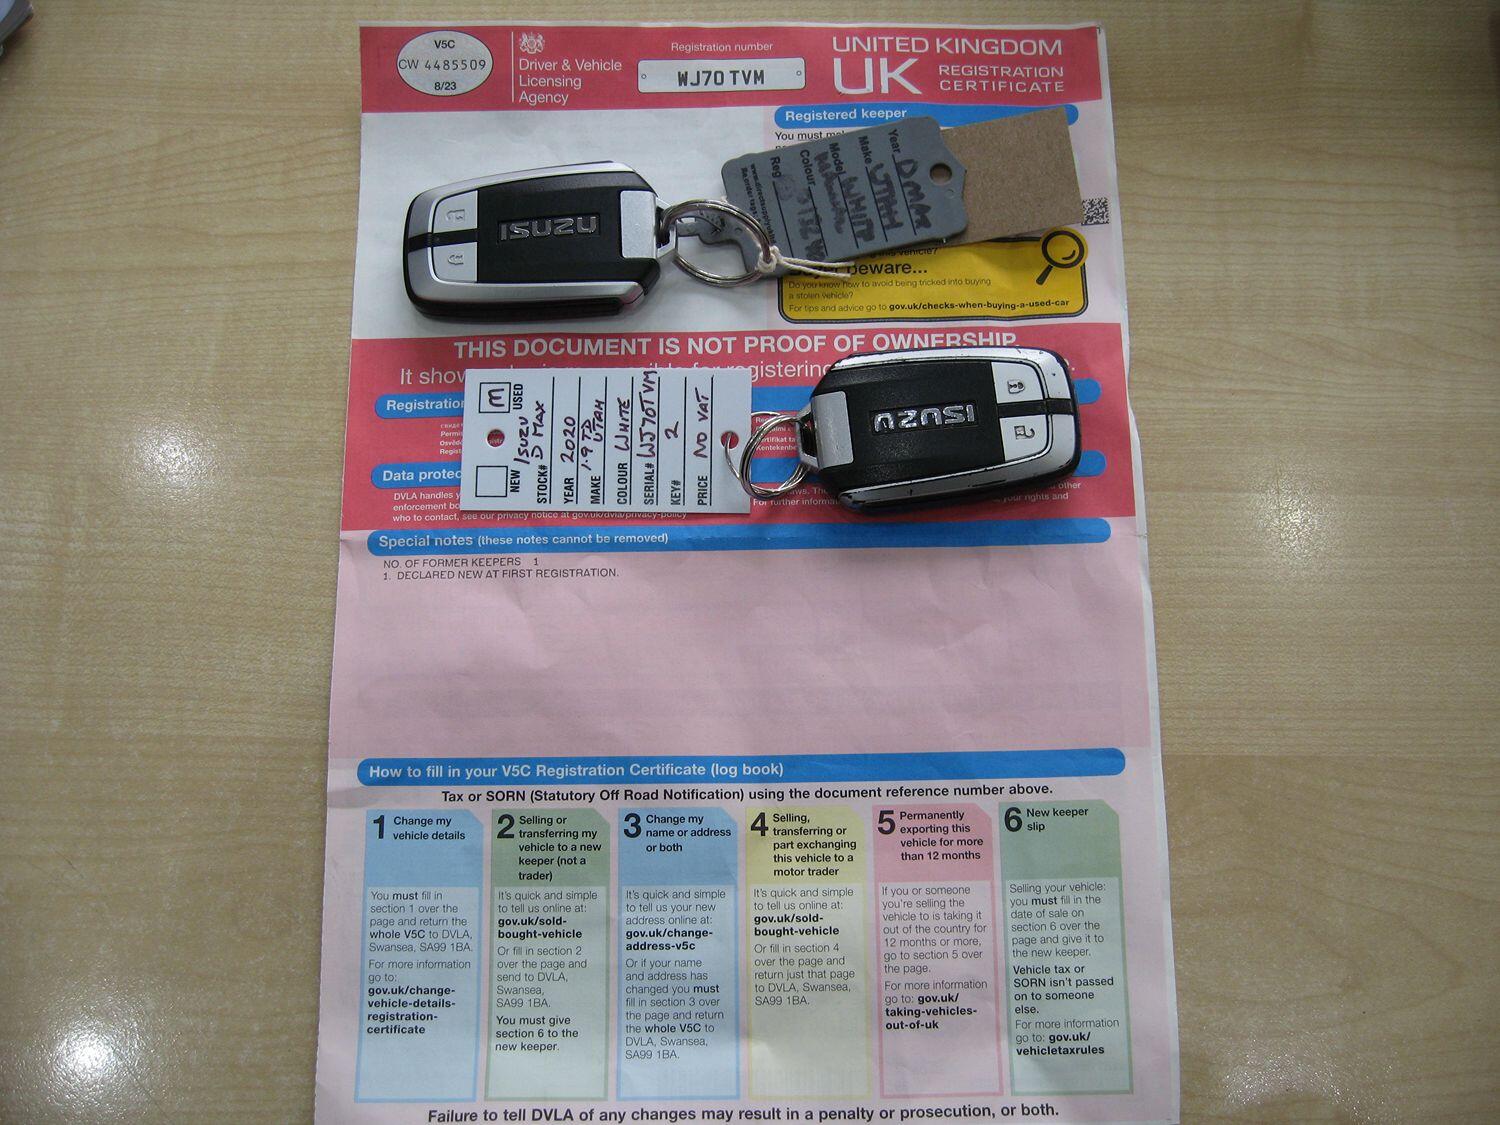 V5C
CW 4485509
8/23
Driver & Vehicle
Licensing
Agency
Registration number
WJ70 TVM
UNITED KINGDOM
UK REGISTRATION
CERTIFICATE
Registered keeper
You must
Year DMAX
Make UTAH
Model WHITE
Colour
Reg
ISUZU
this vehicle?
beware...
Do you know how to avoid being tricked into buying
a stolen vehicle?
For tips and advice go to gov.uk/checks-when-buying-a-used-car
THIS DOCUMENT IS NOT PROOF OF OWNERSHIP.
It
registering
Registration
M USED
NEW ISUZU
D MAX
STOCK#
YEAR 2020
MAKE 1.9 TD
UTAH
COLOUR WHITE
SERIAL# WJ70TVM
KEY# 2
PRICE NO VAT
ISUZU
Data
DVLA handles
other
enforcement
For further
your rights and
who to contact, see our privacy notice at gov.uk/dvla/privacy-policy
Special notes (these notes cannot be removed)
NO. OF FORMER KEEPERS 1
1. DECLARED NEW AT FIRST REGISTRATION.
How to fill in your V5C Registration Certificate (log book)
Tax or SORN (Statutory Off Road Notification) using the document reference number above.
1 Change my
vehicle details
You must fill in
section 1 over the
page and return the
whole V5C to DVLA,
Swansea, SA99 1BA.
For more information
go to:
gov.uk/change-
vehicle-details-
registration-
certificate
2 Selling or
transferring my
vehicle to a new
keeper (not a
trader)
It's quick and simple
to tell us online at:
gov.uk/sold-
bought-vehicle
Or fill in section 2
over the page and
send to DVLA,
Swansea,
SA99 1BA.
You must give
section 6 to the
new keeper.
3 Change my
name or address
or both
It's quick and simple
to tell us your new
address online at:
gov.uk/change-
address-v5c
Or if your name
and address has
changed you must
fill in section 3 over
the page and return
the whole V5C to
DVLA, Swansea,
SA99 1BA.
4 Selling,
transferring or
part exchanging
this vehicle to a
motor trader
It's quick and simple
to tell us online at:
gov.uk/sold-
bought-vehicle
Or fill in section 4
over the page and
return just that page
to DVLA, Swansea,
SA99 1BA.
5 Permanently
exporting this
vehicle for more
than 12 months
If you or someone
you're selling the
vehicle to is taking it
out of the country for
12 months or more,
go to section 5 over
the page.
For more information
go to: gov.uk/
taking-vehicles-
out-of-uk
6 New keeper
slip
Selling your vehicle:
you must fill in the
date of sale on
section 6 over the
page and give it to
the new keeper.
Vehicle tax or
SORN isn't passed
on to someone
else.
For more information
go to: gov.uk/
vehicletaxrules
Failure to tell DVLA of any changes may result in a penalty or prosecution, or both.